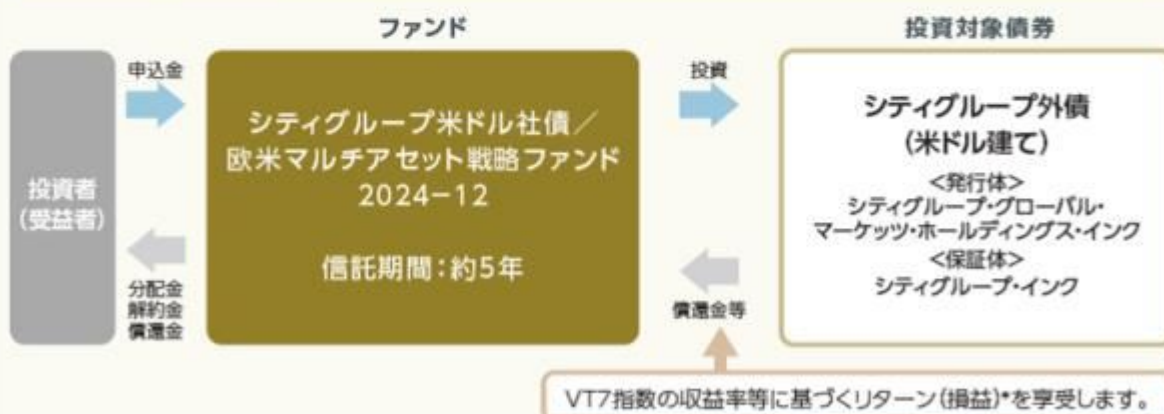 ファンド
投資対象債券
投資者
(受益者)
申込金
分配金
解約金
償還金
シティグループ米ドル社債／
欧米マルチアセット戦略ファンド
2024－12
信託期間：約5年
投資
償還金等
シティグループ外債
(米ドル建て)
<発行体>
シティグループ・グローバル・
マーケッツ・ホールディングス・インク
<保証体>
シティグループ・インク
VT7指数の収益率等に基づくリターン(損益)*を享受します。